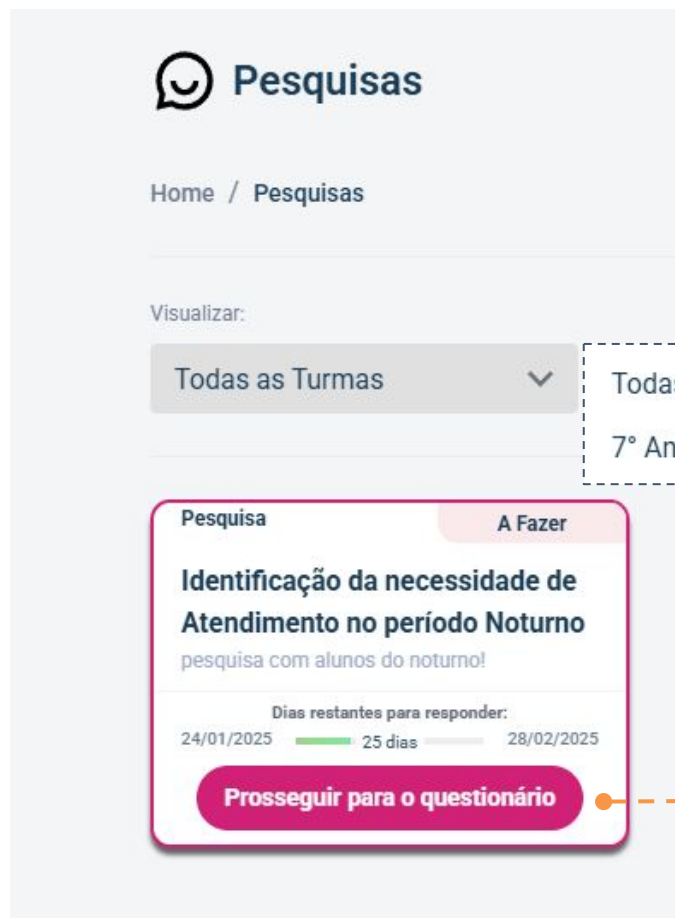 Pesquisas
Home / Pesquisas
Visualizar:
Todas as Turmas
7°
Pesquisa
A Fazer
Identificação da necessidade de
Atendimento no período Noturno
pesquisa com alunos do noturno!
Dias restantes para responder:
24/01/2025 25 dias 28/02/2025
Prosseguir para o questionário